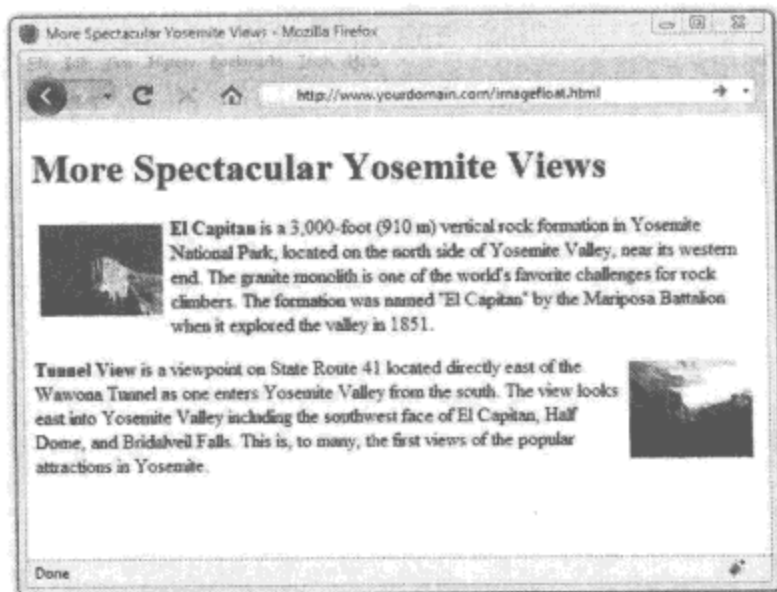 More Spectacular Yosemite Views - Mozilla Firefox
http://www.yourdomain.com/imagefloat.html
More Spectacular Yosemite Views
El Capitan is a 3,000-foot (910 m) vertical rock formation in Yosemite
National Park, located on the north side of Yosemite Valley, near its western
end. The granite monolith is one of the world's favorite challenges for rock
climbers. The formation was named "El Capitan" by the Mariposa Battalion
when it explored the valley in 1851.
Tunnel View is a viewpoint on State Route 41 located directly east of the
Wawona Tunnel as one enters Yosemite Valley from the south. The view looks
east into Yosemite Valley including the southwest face of El Capitan, Half
Dome, and Bridalveil Falls. This is, to many, the first views of the popular
attractions in Yosemite.
Done